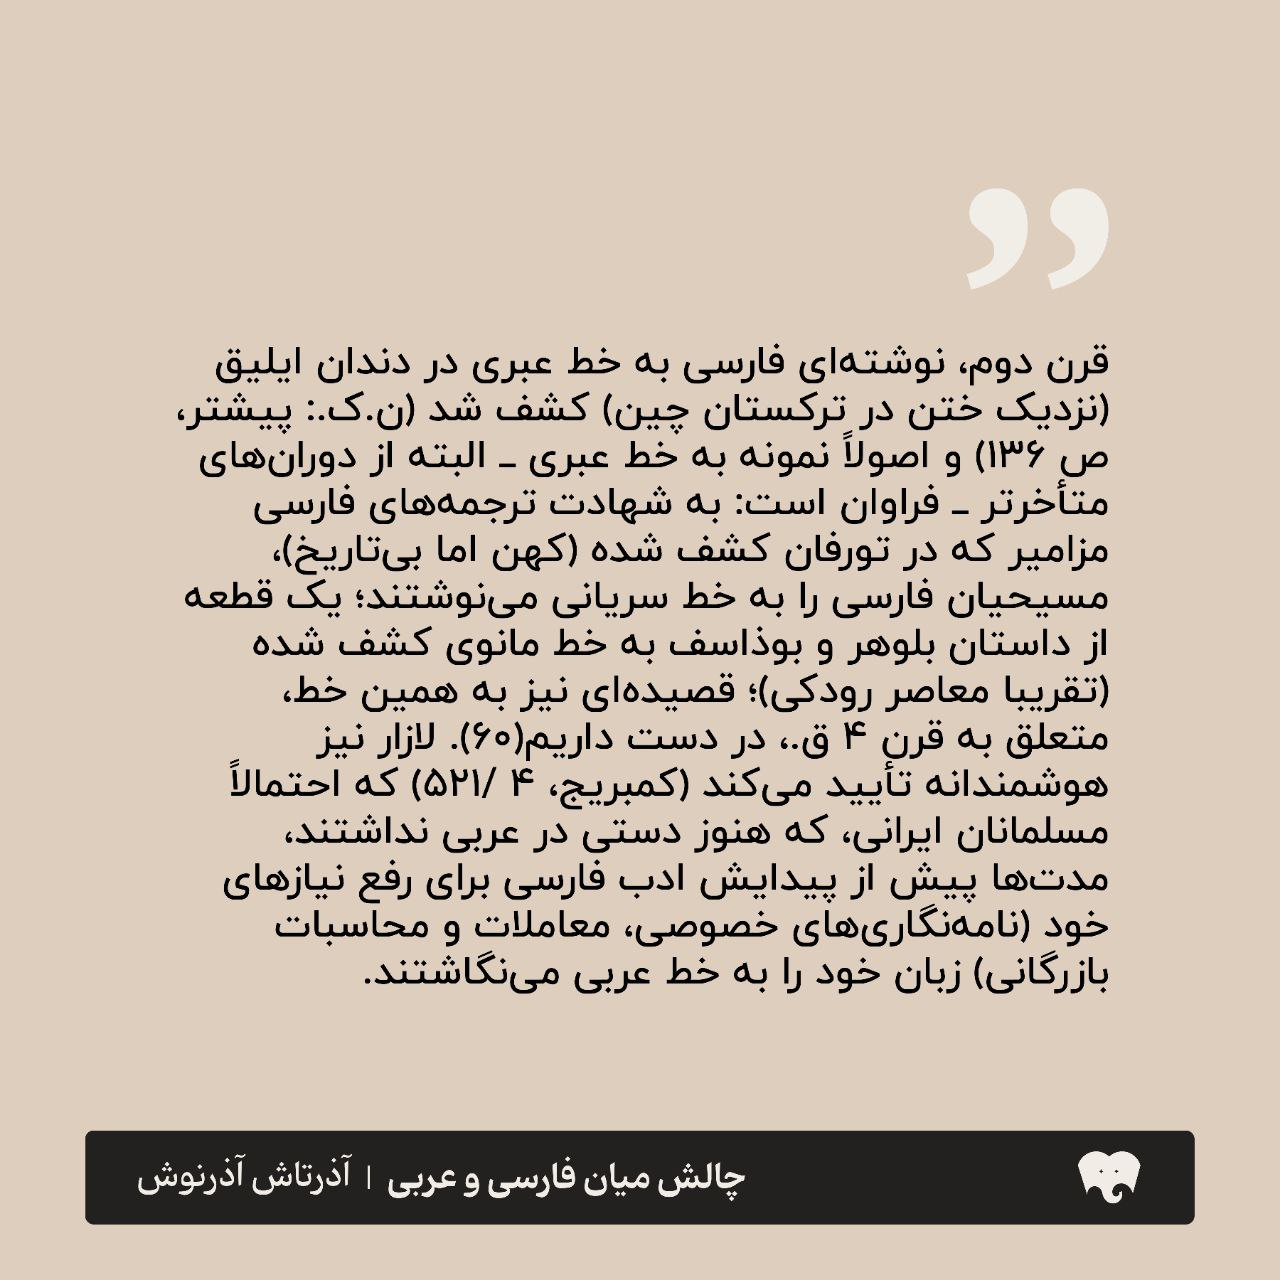 قرن دوم، نوشته‌ای فارسی به خط عبری در دندان ایلیق
(نزدیک ختن در ترکستان چین) کشف شد (ن.ک.: پیشتر،
ص ۱۳۶) و اصولاً نمونه به خط عبری ـ البته از دوران‌های
متأخرتر ـ فراوان است: به شهادت ترجمه‌های فارسی
مزامیر که در تورفان کشف شده (کهن اما بی‌تاریخ)،
مسیحیان فارسی را به خط سریانی می‌نوشتند؛ یک قطعه
از داستان بلوهر و بوذاسف به خط مانوی کشف شده
(تقریبا معاصر رودکی)؛ قصیده‌ای نیز به همین خط،
متعلق به قرن ۴ ق.، در دست داریم(۶۰). لازار نیز
هوشمندانه تأیید می‌کند (کمبریج، ۴ /۵۲۱) که احتمالاً
مسلمانان ایرانی، که هنوز دستی در عربی نداشتند،
مدت‌ها پیش از پیدایش ادب فارسی برای رفع نیازهای
خود (نامه‌نگاری‌های خصوصی، معاملات و محاسبات
بازرگانی) زبان خود را به خط عربی می‌نگاشتند.
چالش میان فارسی و عربی | آذرتاش آذرنوش